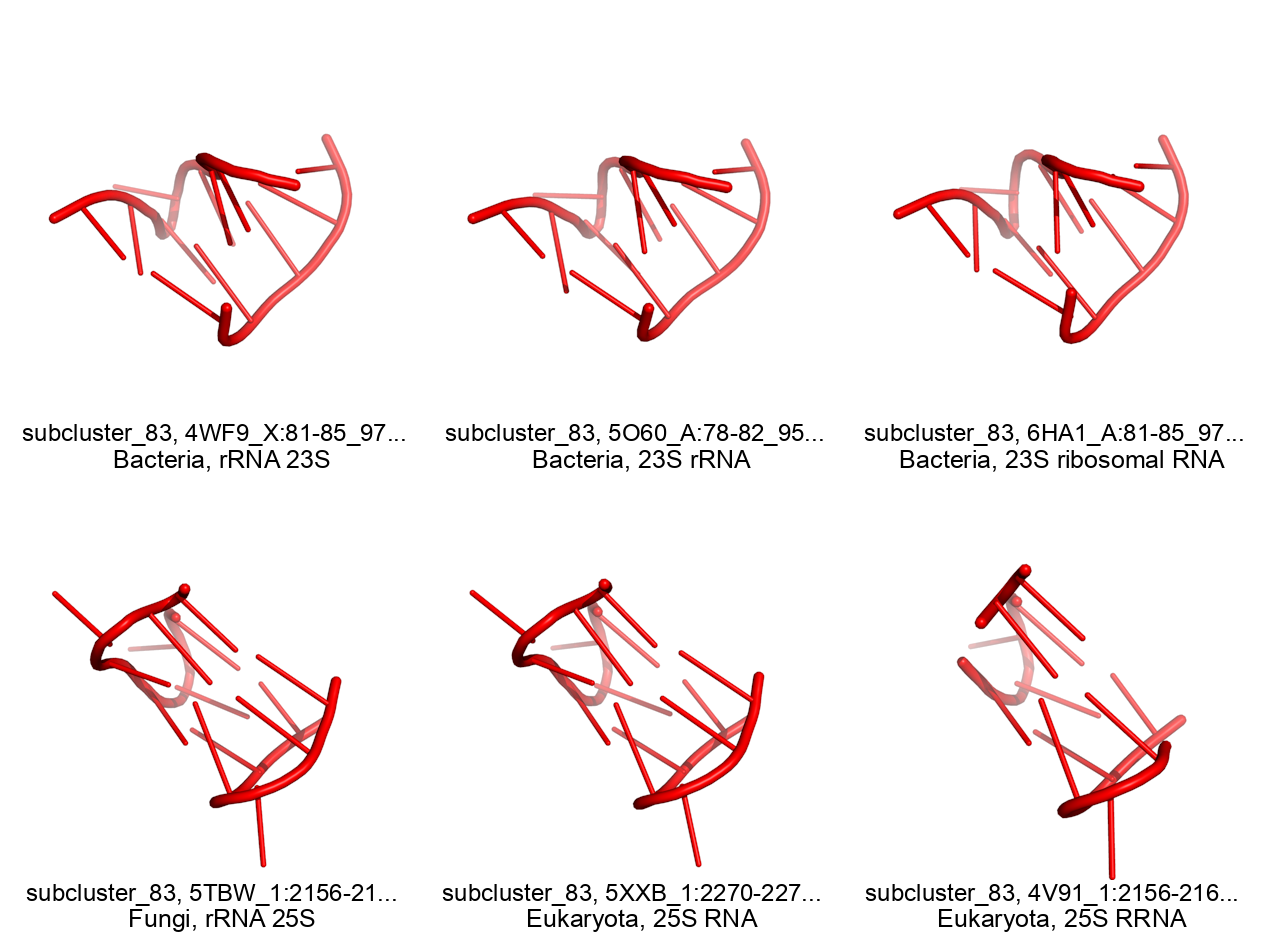 subcluster_83, 4WF9_X:81-85_97...
Bacteria, rRNA 23S
subcluster_83, 5O60_A:78-82_95...
Bacteria, 23S rRNA
subcluster_83, 6HA1_A:81-85_97...
Bacteria, 23S ribosomal RNA
subcluster_83, 5TBW_1:2156-21...
Fungi, rRNA 25S
subcluster_83, 5XXB_1:2270-227...
Eukaryota, 25S RNA
subcluster_83, 4V91_1:2156-216...
Eukaryota, 25S RRNA